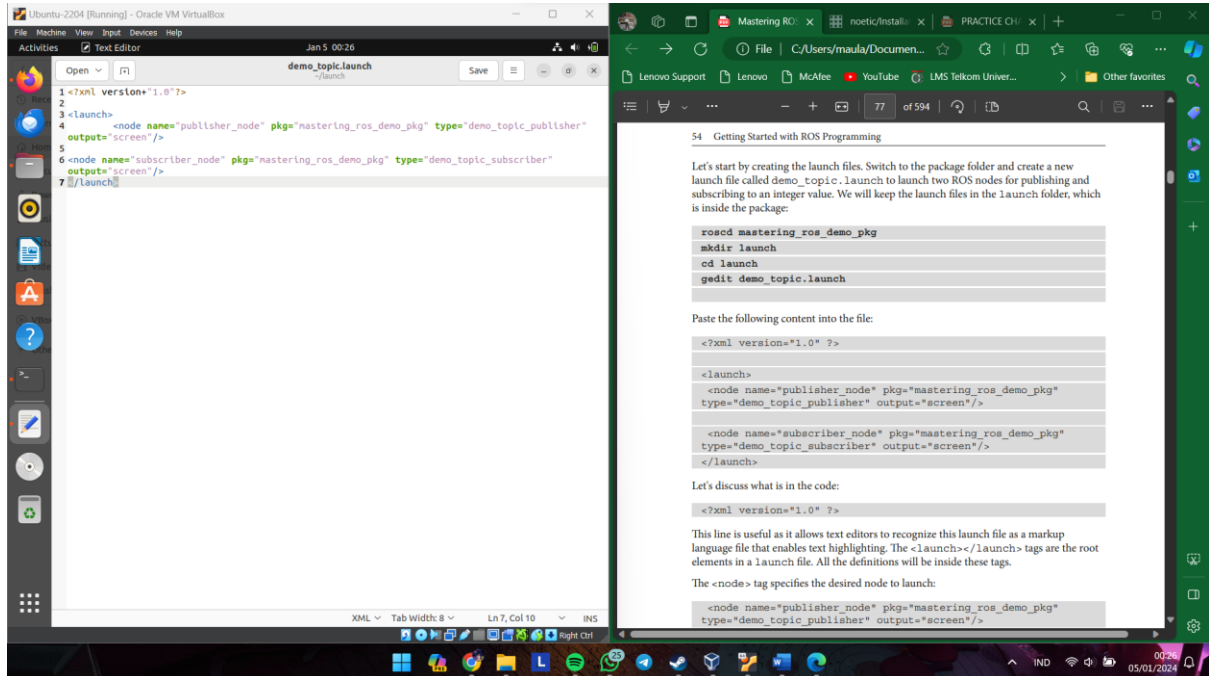 Ubuntu-2204 [Running] - Oracle VM VirtualBox
File Machine View Input Devices Help
Activities Text Editor Jan 5 00:26
Open demo_topic.launch Save
~/launch
1 <?xml version="1.0"?>
2
3 <launch>
4 <node name="publisher_node" pkg="mastering_ros_demo_pkg" type="demo_topic_publisher"
output="screen"/>
5
6 <node name="subscriber_node" pkg="mastering_ros_demo_pkg" type="demo_topic_subscriber"
output="screen"/>
7 </launch>
XML Tab Width: 8 Ln 7, Col 10 INS
Right Ctrl
Mastering ROS noetic/Installa PRACTICE CHA
File C:/Users/maula/Documen...
Lenovo Support Lenovo McAfee YouTube LMS Telkom Univer... Other favorites
77 of 594
54 Getting Started with ROS Programming
Let's start by creating the launch files. Switch to the package folder and create a new
launch file called demo_topic.launch to launch two ROS nodes for publishing and
subscribing to an integer value. We will keep the launch files in the launch folder, which
is inside the package:
roscd mastering_ros_demo_pkg
mkdir launch
cd launch
gedit demo_topic.launch
Paste the following content into the file:
<?xml version="1.0" ?>
<launch>
<node name="publisher_node" pkg="mastering_ros_demo_pkg"
type="demo_topic_publisher" output="screen"/>
<node name="subscriber_node" pkg="mastering_ros_demo_pkg"
type="demo_topic_subscriber" output="screen"/>
</launch>
Let's discuss what is in the code:
<?xml version="1.0" ?>
This line is useful as it allows text editors to recognize this launch file as a markup
language file that enables text highlighting. The <launch></launch> tags are the root
elements in a launch file. All the definitions will be inside these tags.
The <node> tag specifies the desired node to launch:
<node name="publisher_node" pkg="mastering_ros_demo_pkg"
type="demo_topic_publisher" output="screen"/>
25
IND 00:26
05/01/2024